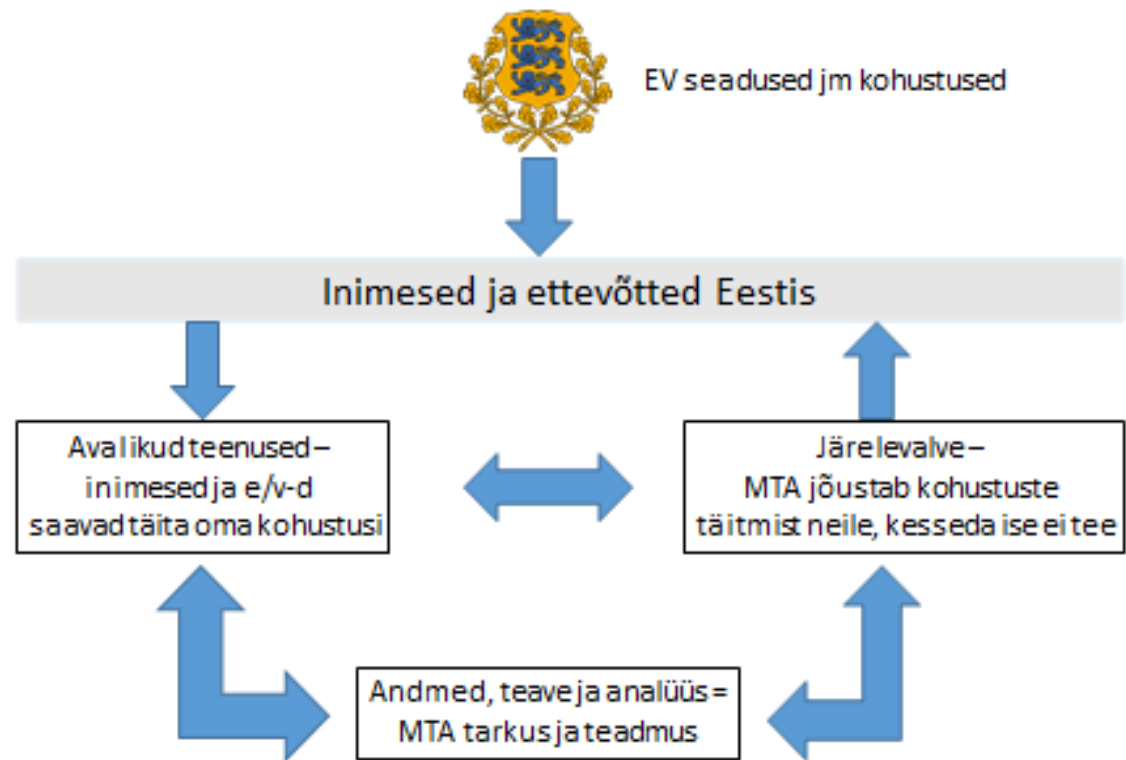 EV seadused jm kohustused
Inimesed ja ettevõtted Eestis
Avalikud teenused –
inimesed ja e/v-d
saavad täita oma kohustusi
Järelevalve –
MTA jõustab kohustuste
täitmist neile, kes seda ise ei tee
Andmed, teave ja analüüs =
MTA tarkus ja teadmus